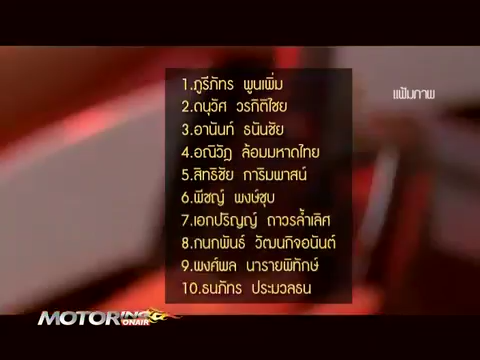 1.ภูรีภัทร พูนเพิ่ม
แฟ้มภาพ
2.ดนุวัศ วรกิติไชย
3.อานันท์ ธนันชัย
4.อณิวัฎ ล้อมมหาดไทย
5.สิทธิชัย การิมพาสน์
6.พีชญ์ พงษ์ชุบ
7.เอกปริญญ์ ถาวรล้ำเลิศ
8.กนกพันธ์ วัฒนกิจอนันต์
9.พงศ์ผล นารายพิทักษ์
10.ธนภัทร ประมวลธน
MOTORING
ONAIR